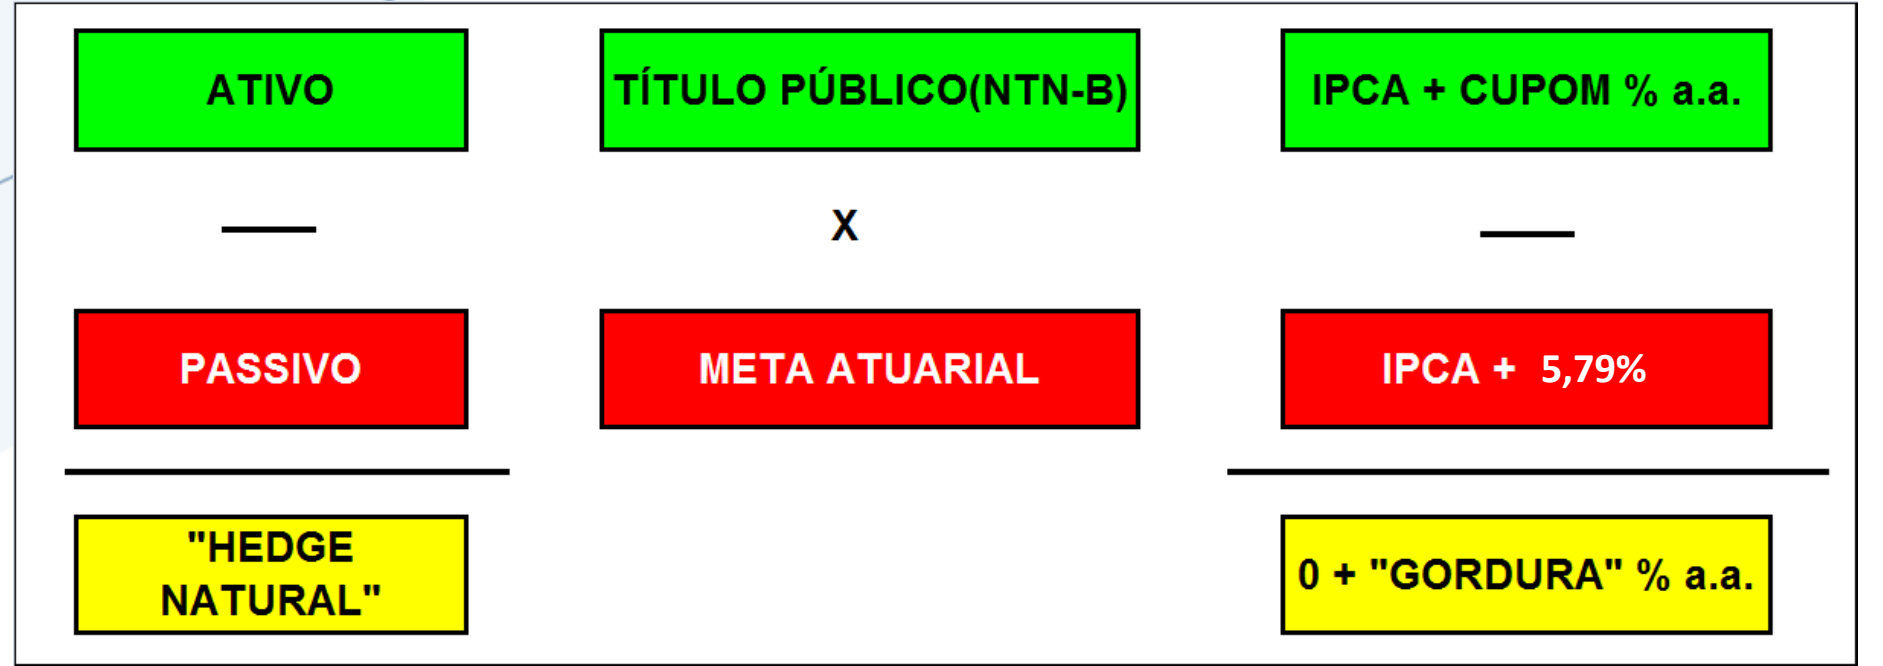 ATIVO
TÍTULO PÚBLICO(NTN-B)
IPCA + CUPOM % a.a.
X
PASSIVO
META ATUARIAL
IPCA + 5,79%
"HEDGE
NATURAL"
0 + "GORDURA" % a.a.